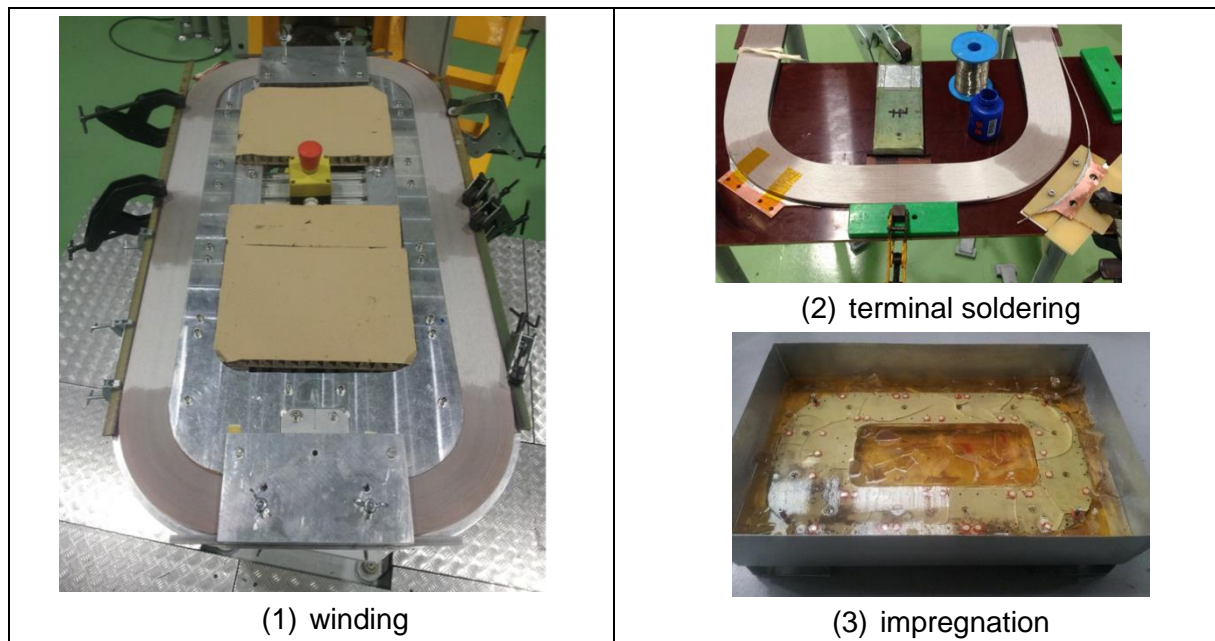 (1) winding
(2) terminal soldering
(3) impregnation